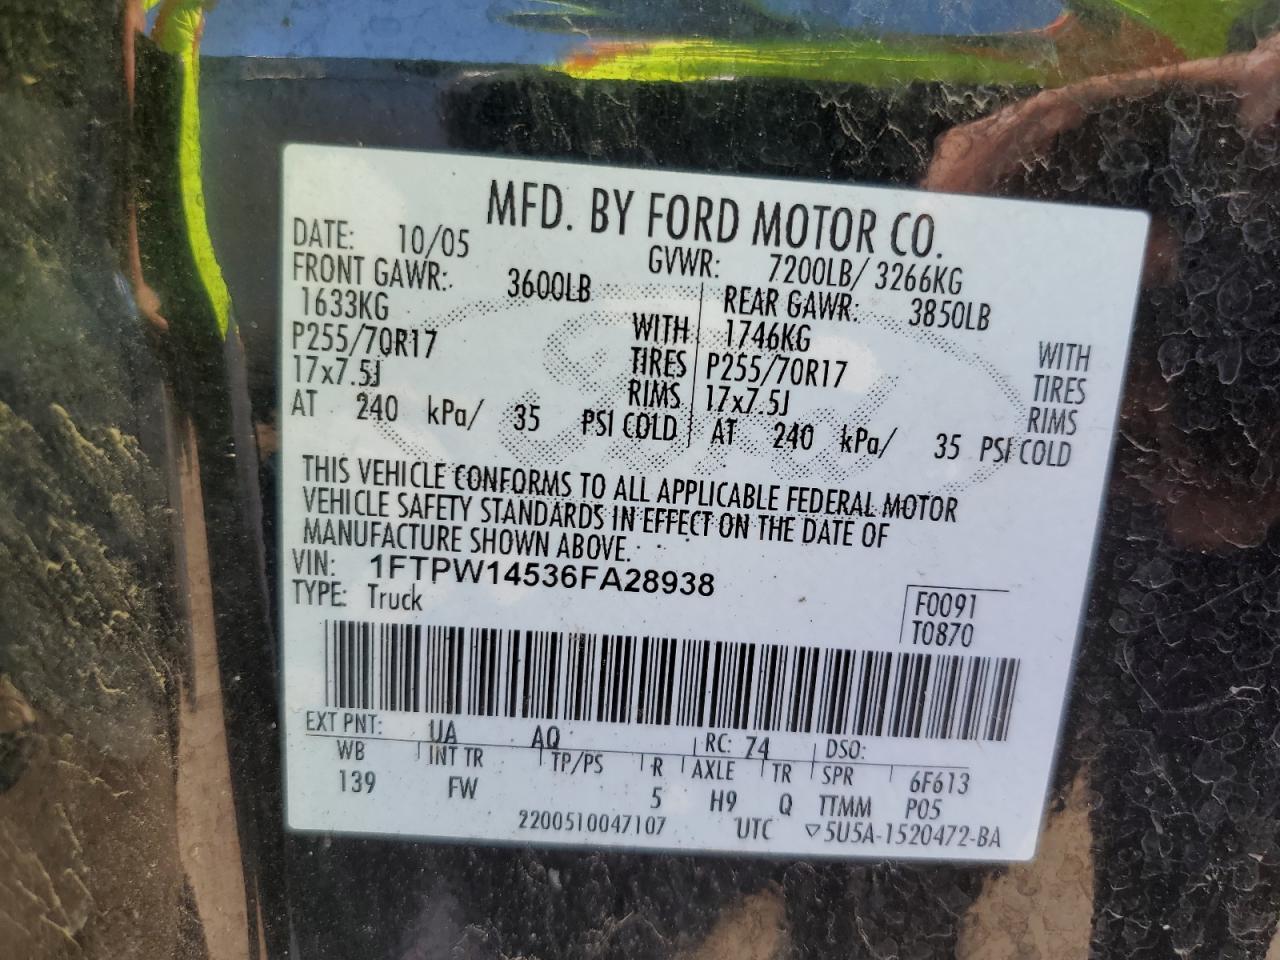 MFD. BY FORD MOTOR CO.
DATE: 10/05 GVWR: 7200LB/ 3266KG
FRONT GAWR: 3600LB REAR GAWR: 3850LB
1633KG WITH 1746KG WITH
P255/70R17 TIRES P255/70R17 TIRES
17x7.5J RIMS 17x7.5J RIMS
AT 240 kPa/ 35 PSI COLD AT 240 kPa/ 35 PSI COLD
THIS VEHICLE CONFORMS TO ALL APPLICABLE FEDERAL MOTOR
VEHICLE SAFETY STANDARDS IN EFFECT ON THE DATE OF
MANUFACTURE SHOWN ABOVE.
VIN: 1FTPW14536FA28938
TYPE: Truck F0091
T0870
EXT PNT: UA AQ RC: 74 DSO:
WB INT TR TP/PS R AXLE TR SPR 6F613
139 FW 5 H9 Q TTMM P05
2200510047107 UTC ▽5U5A-1520472-BA